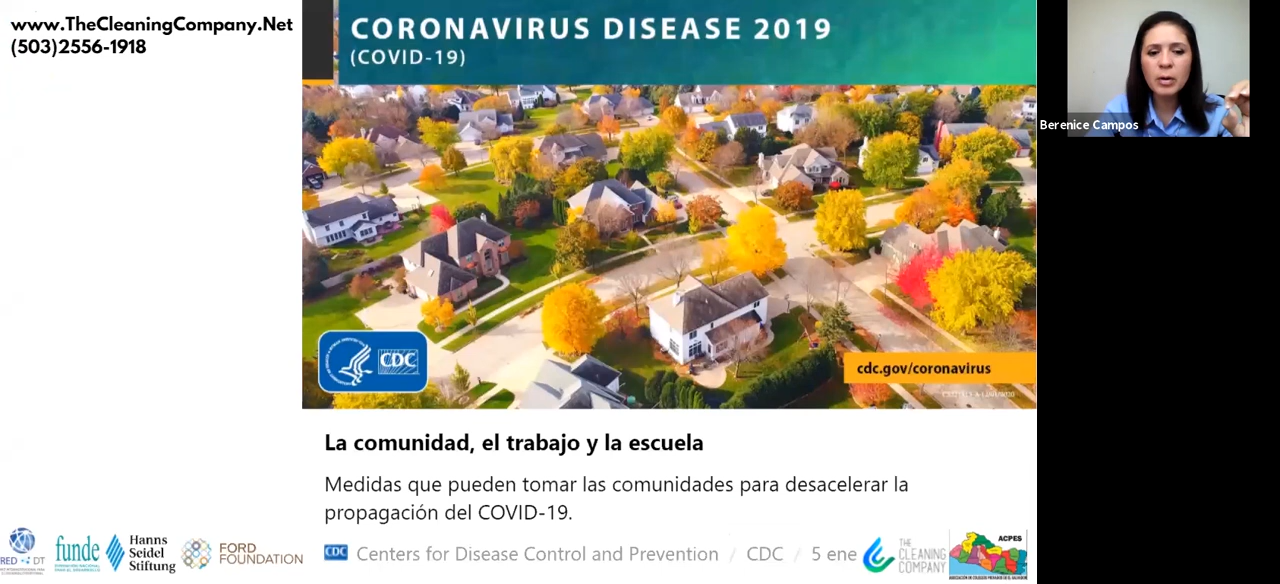 www.TheCleaningCompany.Net
(503)2556-1918
CORONAVIRUS DISEASE 2019
(COVID-19)
Berenice Campos
CDC
cdc.gov/coronavirus
La comunidad, el trabajo y la escuela
Medidas que pueden tomar las comunidades para desacelerar la
propagación del COVID-19.
CDC Centers for Disease Control and Prevention / CDC / 5 ene
RED DT
funde
Hanns
Seidel
Stiftung
FORD
FOUNDATION
THE
CLEANING
COMPANY
ACPES